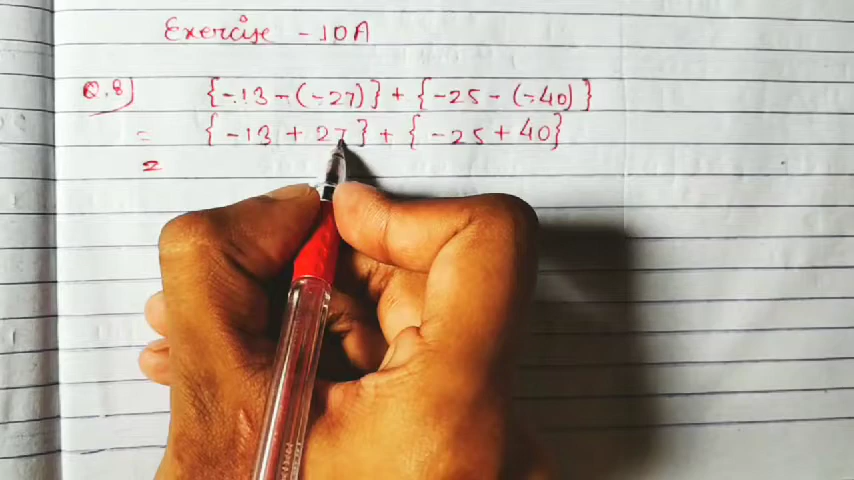 Exercise - 10A
Q.8) {-13-(-27)} + {-25-(-40)}
= {-13 + 27} + {-25 + 40}
=